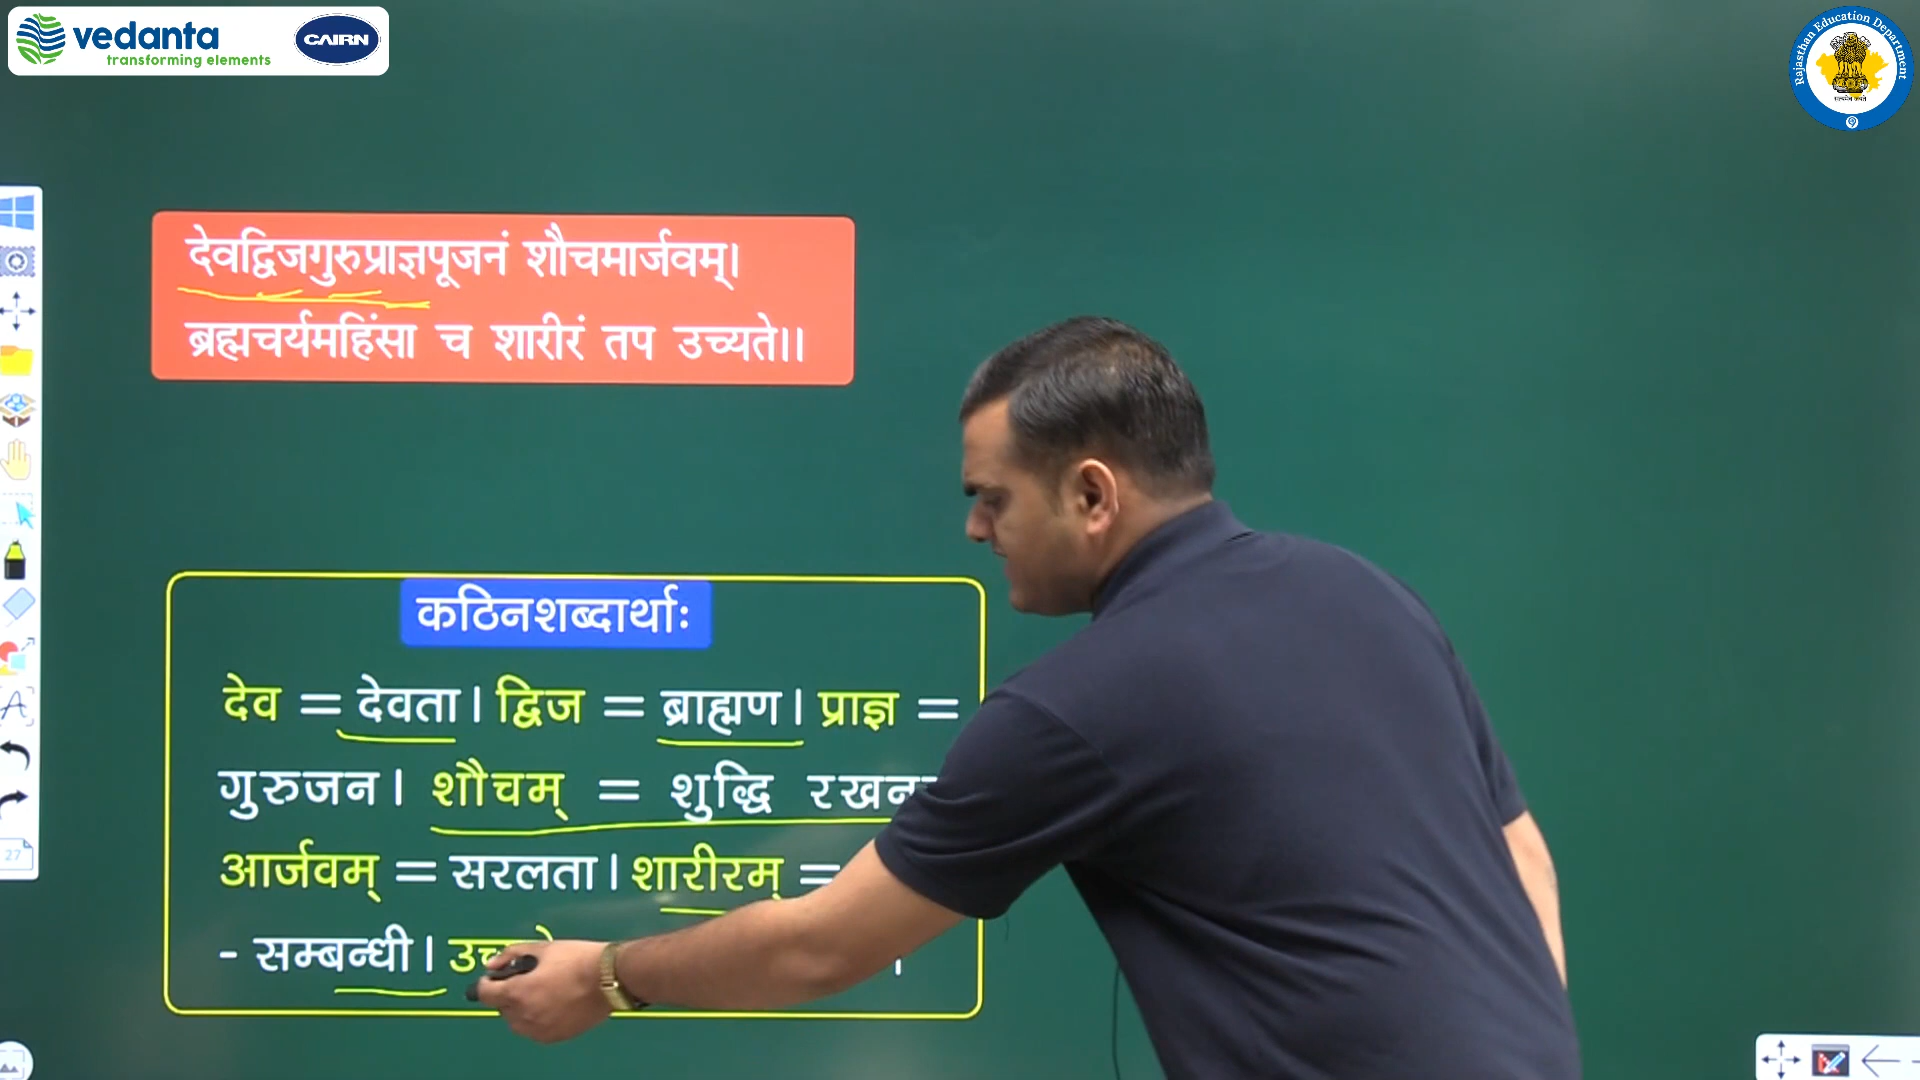 vedanta
transforming elements
CAIRN
Rajasthan Education Department
देवद्विजगुरुप्राज्ञपूजनं शौचमार्जवम्।
ब्रह्मचर्यमहिंसा च शारीरं तप उच्यते।।
कठिनशब्दार्थाः
देव = देवता। द्विज = ब्राह्मण। प्राज्ञ =
गुरुजन। शौचम् = शुद्धि
आर्जवम् = सरलता। शारीरम् =
- सम्बन्धी।
27